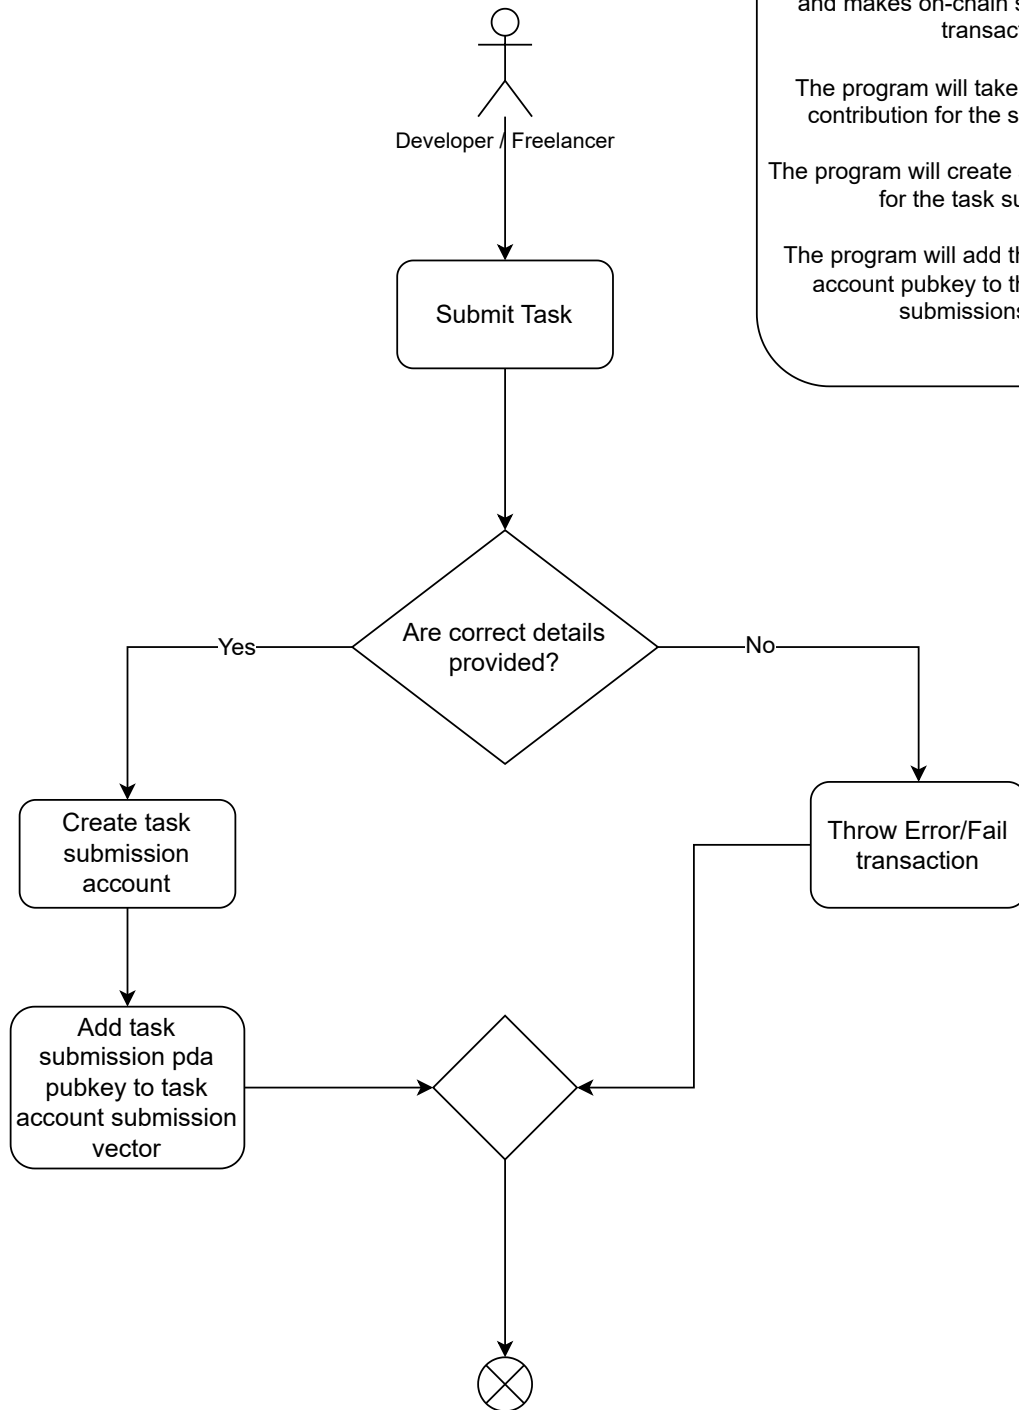 and makes on-chain
transac
The program will take
contribution for the s
The program will create
for the task su
The program will add th
account pubkey to th
submissions
Developer / Freelancer
Submit Task
Are correct details
provided?
Yes
No
Create task
submission
account
Throw Error/Fail
transaction
Add task
submission pda
pubkey to task
account submission
vector